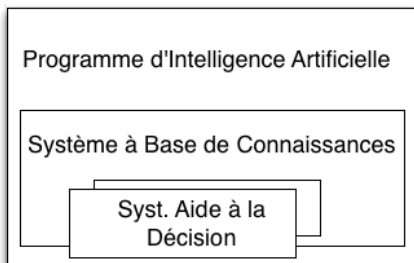 Programme d'Intelligence Artificielle
Système à Base de Connaissances
Syst. Aide à la
Décision